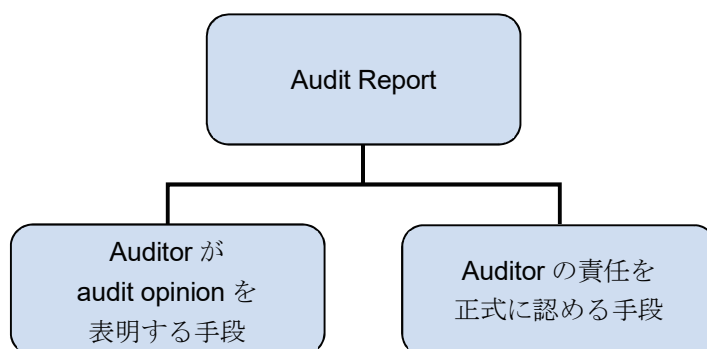 Audit Report
Auditor が
audit opinion を
表明する手段
Auditor の責任を
正式に認める手段